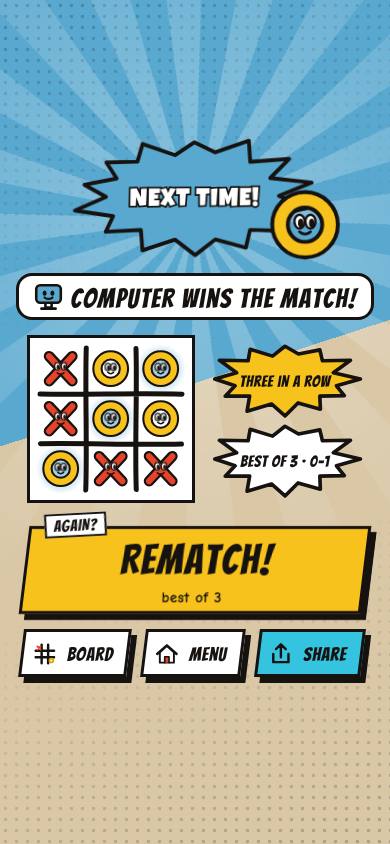 NEXT TIME!
COMPUTER WINS THE MATCH!
THREE IN A ROW
BEST OF 3 · 0-1
AGAIN?
REMATCH!
best of 3
BOARD
MENU
SHARE